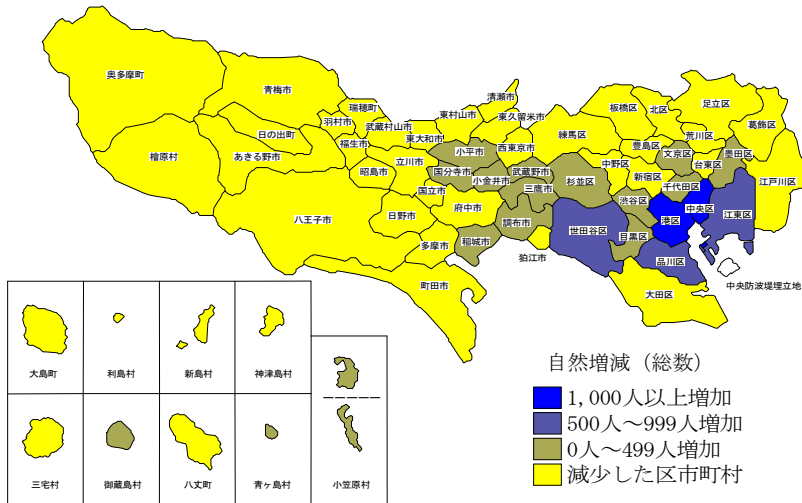 清瀬市
奥多摩町
青梅市
瑞穂町
板橋区
北区
足立区
羽村市
武蔵村山市
東村山市
東久留米市
葛飾区
日の出町
福生市
東大和市
練馬区
豊島区
荒川区
檜原村
あきる野市
立川市
小平市
西東京市
中野区
文京区
台東区
墨田区
昭島市
国分寺市
小金井市
武蔵野市
杉並区
新宿区
千代田区
江戸川区
国立市
三鷹市
渋谷区
中央区
八王子市
日野市
府中市
調布市
世田谷区
目黒区
港区
江東区
多摩市
稲城市
狛江市
品川区
町田市
大田区
中央防波堤埋立地
大島町
利島村
新島村
神津島村
三宅村
御蔵島村
八丈町
青ヶ島村
小笠原村
自然増減（総数）
1,000人以上増加
500人～999人増加
0人～499人増加
減少した区市町村